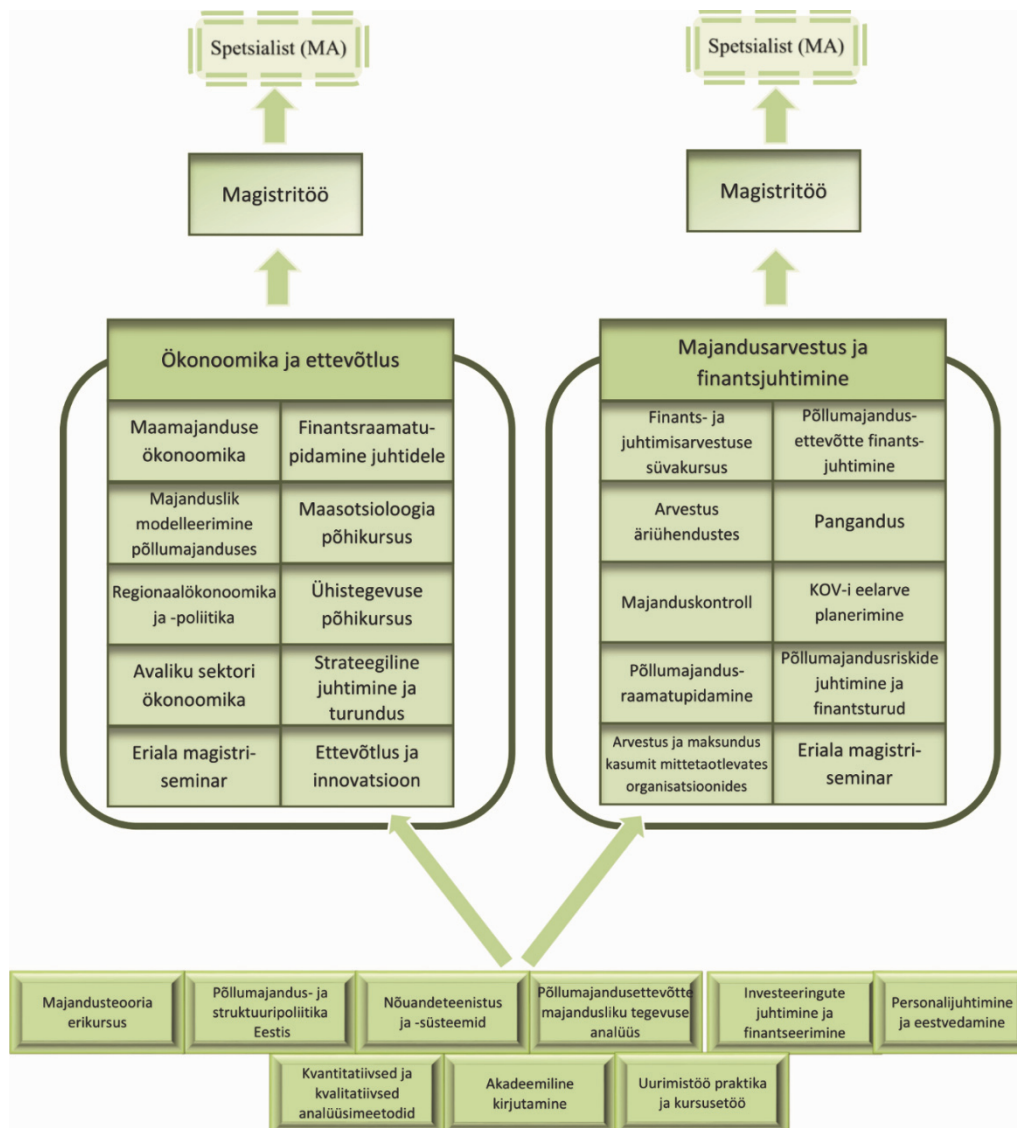 Spetsialist (MA)
Spetsialist (MA)
Magistritöö
Magistritöö
Ökonoomika ja ettevõtlus
Maamajanduse
ökonoomika
Finantsraamatu-
pidamine juhtidele
Majanduslik
modelleerimine
põllumajanduses
Maasotsioloogia
põhikursus
Regionaalökonoomika
ja -poliitika
Ühistegevuse
põhikursus
Avaliku sektori
ökonoomika
Strateegiline
juhtimine ja
turundus
Eriala magistri-
seminar
Ettevõtlus ja
innovatsioon
Majandusarvestus ja
finantsjuhtimine
Finants- ja
juhtimisarvestuse
süvakursus
Põllumajandus-
ettevõtte finants-
juhtimine
Arvestus
äriühendustes
Pangandus
Majanduskontroll
KOV-i eelarve
planerimine
Põllumajandus-
raamatupidamine
Põllumajandusriskide
juhtimine ja
finantsturud
Arvestus ja maksundus
kasumit mittetaotlevates
organisatsioonides
Eriala magistri-
seminar
Majandusteooria
erikursus
Põllumajandus- ja
struktuuripoliitika
Eestis
Nõuandeteenistus
ja -süsteemid
Põllumajandusettevõtte
majandusliku tegevuse
analüüs
Investeeringute
juhtimine ja
finantseerimine
Personalijuhtimine
ja eestvedamine
Kvantitatiivsed ja
kvalitatiivsed
analüüsimeetodid
Akadeemiline
kirjutamine
Uurimistöö praktika
ja kursusetöö